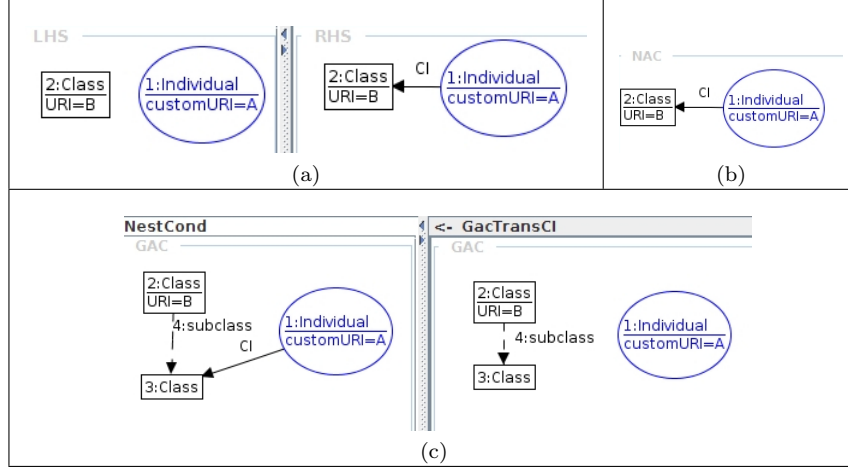 LHS
2:Class
URI=B
1:Individual
customURI=A
RHS
2:Class
URI=B
CI
1:Individual
customURI=A
(a)
NAC
2:Class
URI=B
CI
1:Individual
customURI=A
(b)
NestCond
GAC
2:Class
URI=B
4:subclass
CI
1:Individual
customURI=A
3:Class
<- GacTransCI
GAC
2:Class
URI=B
4:subclass
1:Individual
customURI=A
3:Class
(c)